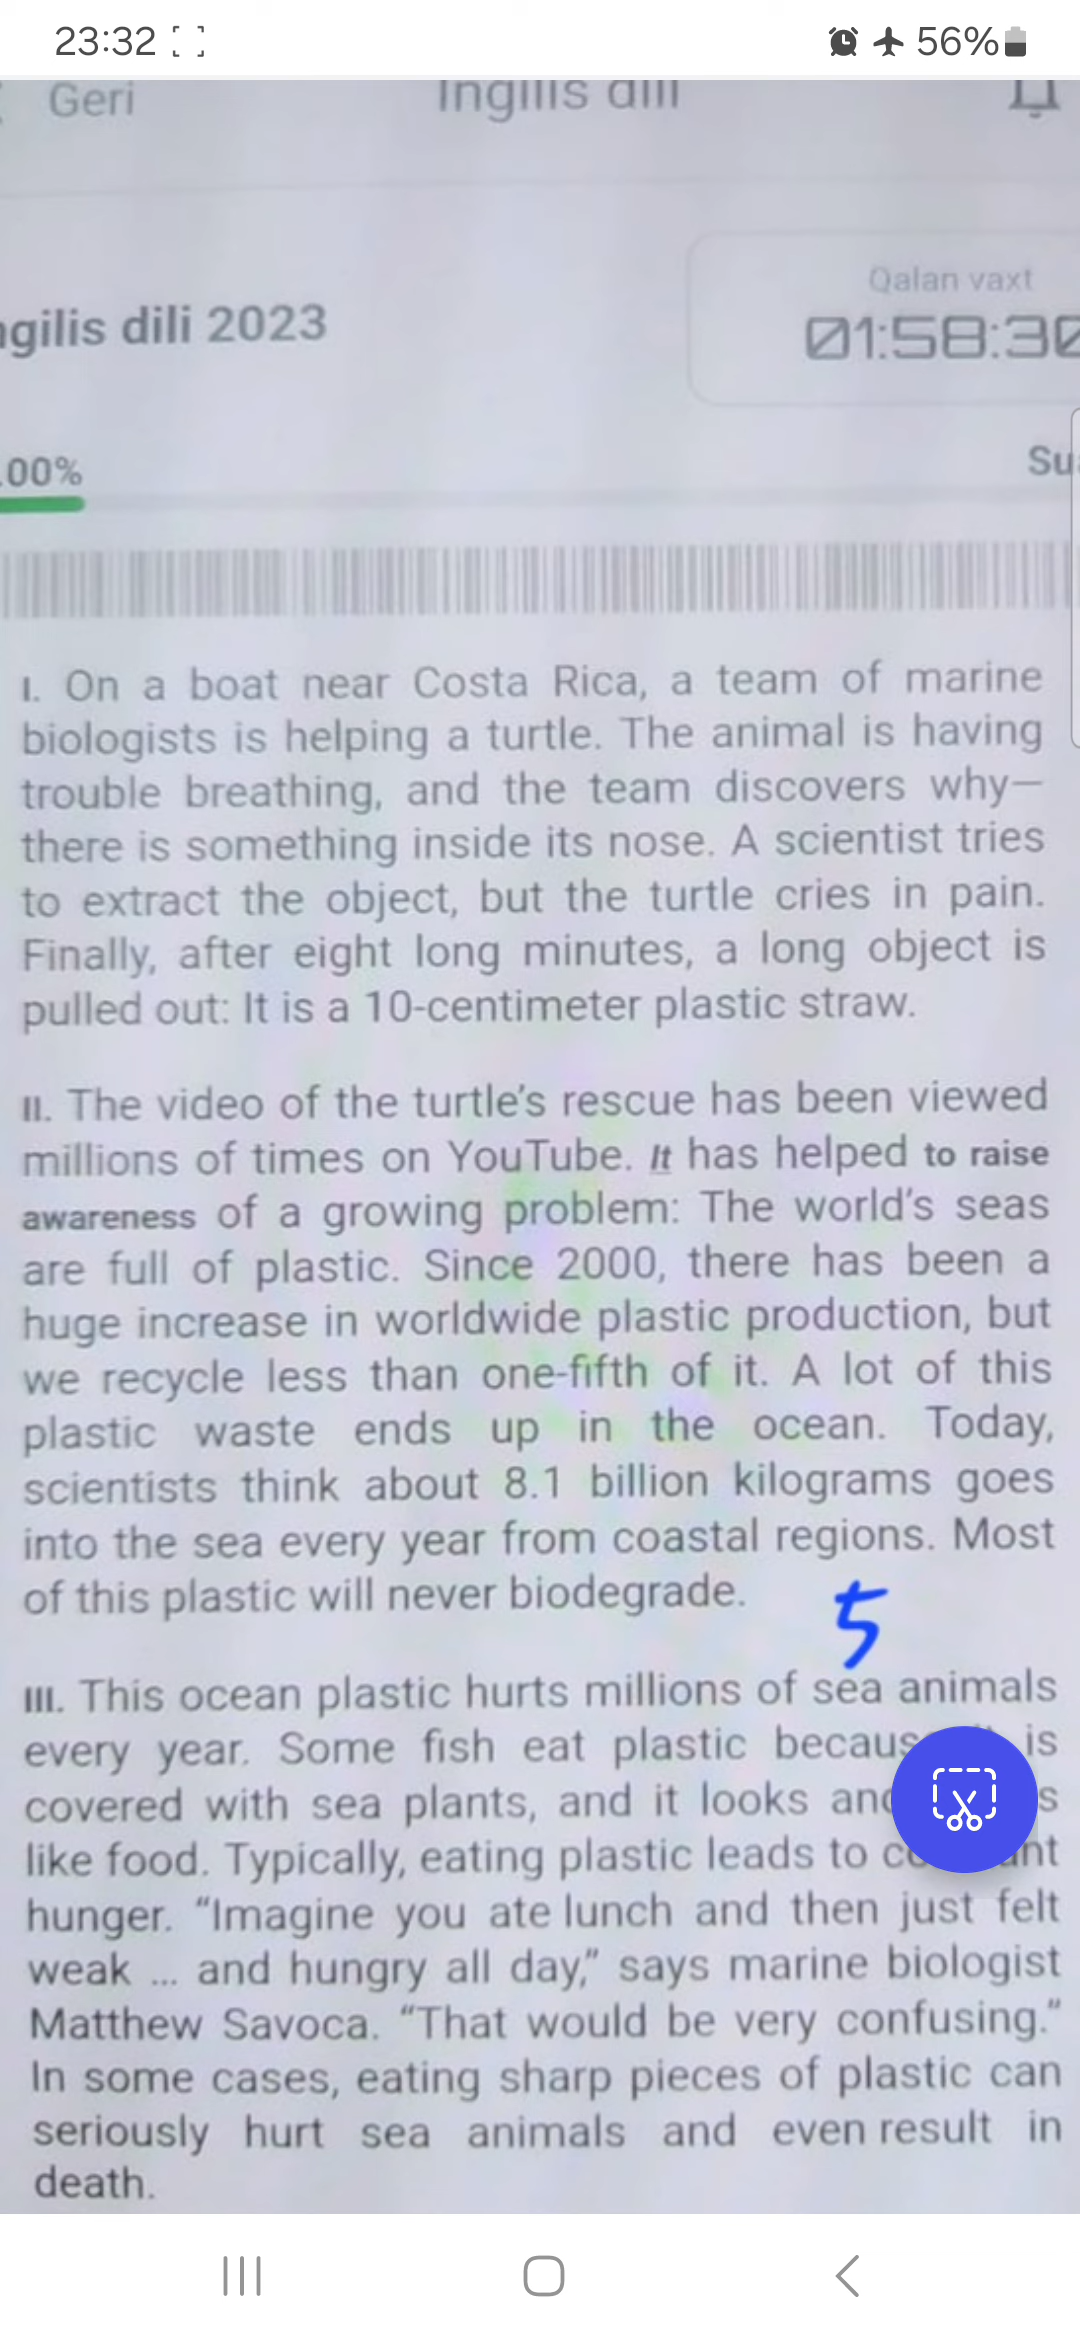 23:32
56%
Geri
Ingilis dili
Qalan vaxt
gilis dili 2023
01:58:30
.00%
I. On a boat near Costa Rica, a team of marine
biologists is helping a turtle. The animal is having
trouble breathing, and the team discovers why—
there is something inside its nose. A scientist tries
to extract the object, but the turtle cries in pain.
Finally, after eight long minutes, a long object is
pulled out: It is a 10-centimeter plastic straw.
II. The video of the turtle's rescue has been viewed
millions of times on YouTube. It has helped to raise
awareness of a growing problem: The world's seas
are full of plastic. Since 2000, there has been a
huge increase in worldwide plastic production, but
we recycle less than one-fifth of it. A lot of this
plastic waste ends up in the ocean. Today,
scientists think about 8.1 billion kilograms goes
into the sea every year from coastal regions. Most
of this plastic will never biodegrade.
5
III. This ocean plastic hurts millions of sea animals
every year. Some fish eat plastic is
covered with sea plants, and it looks
like food. Typically, eating plastic leads to
hunger. “Imagine you ate lunch and then just felt
weak ... and hungry all day,” says marine biologist
Matthew Savoca. “That would be very confusing.”
In some cases, eating sharp pieces of plastic can
seriously hurt sea animals and even result in
death.